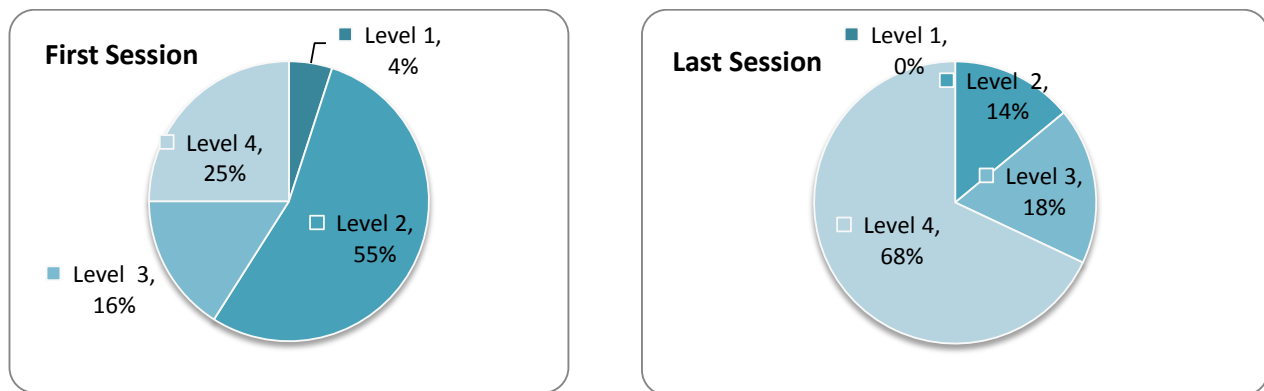 First Session
Level 1,
4%
Level 4,
25%
Level 2,
55%
Level 3,
16%
Last Session
Level 1,
0%
Level 2,
14%
Level 3,
18%
Level 4,
68%